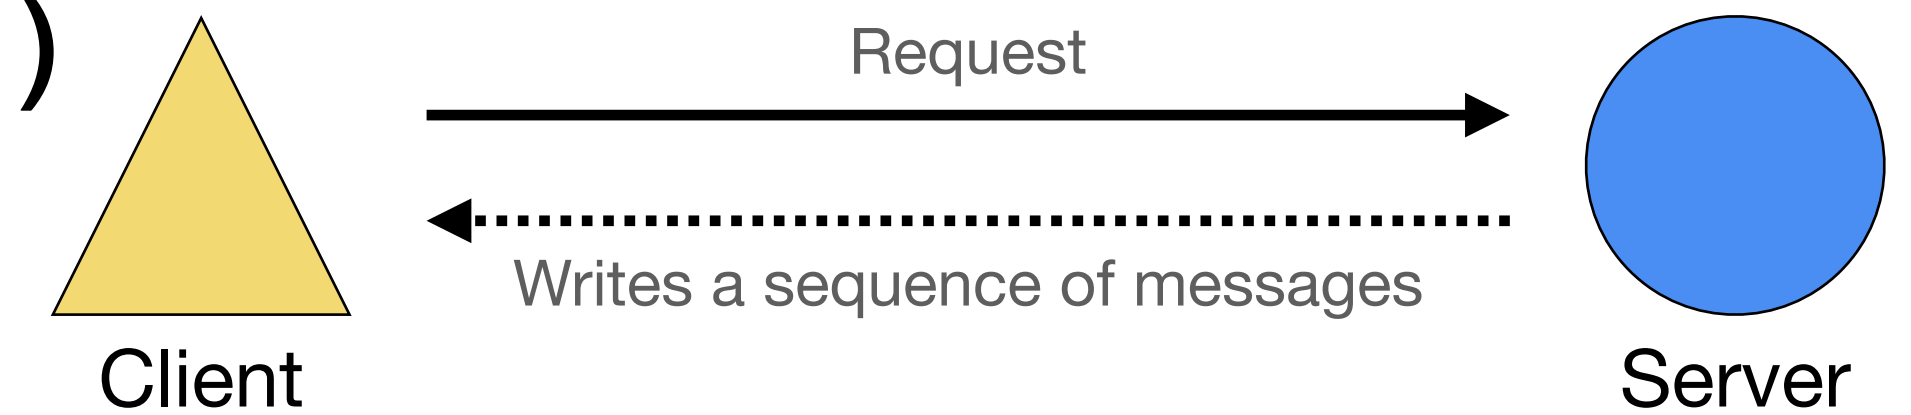 )
Request
Writes a sequence of messages
Client Server